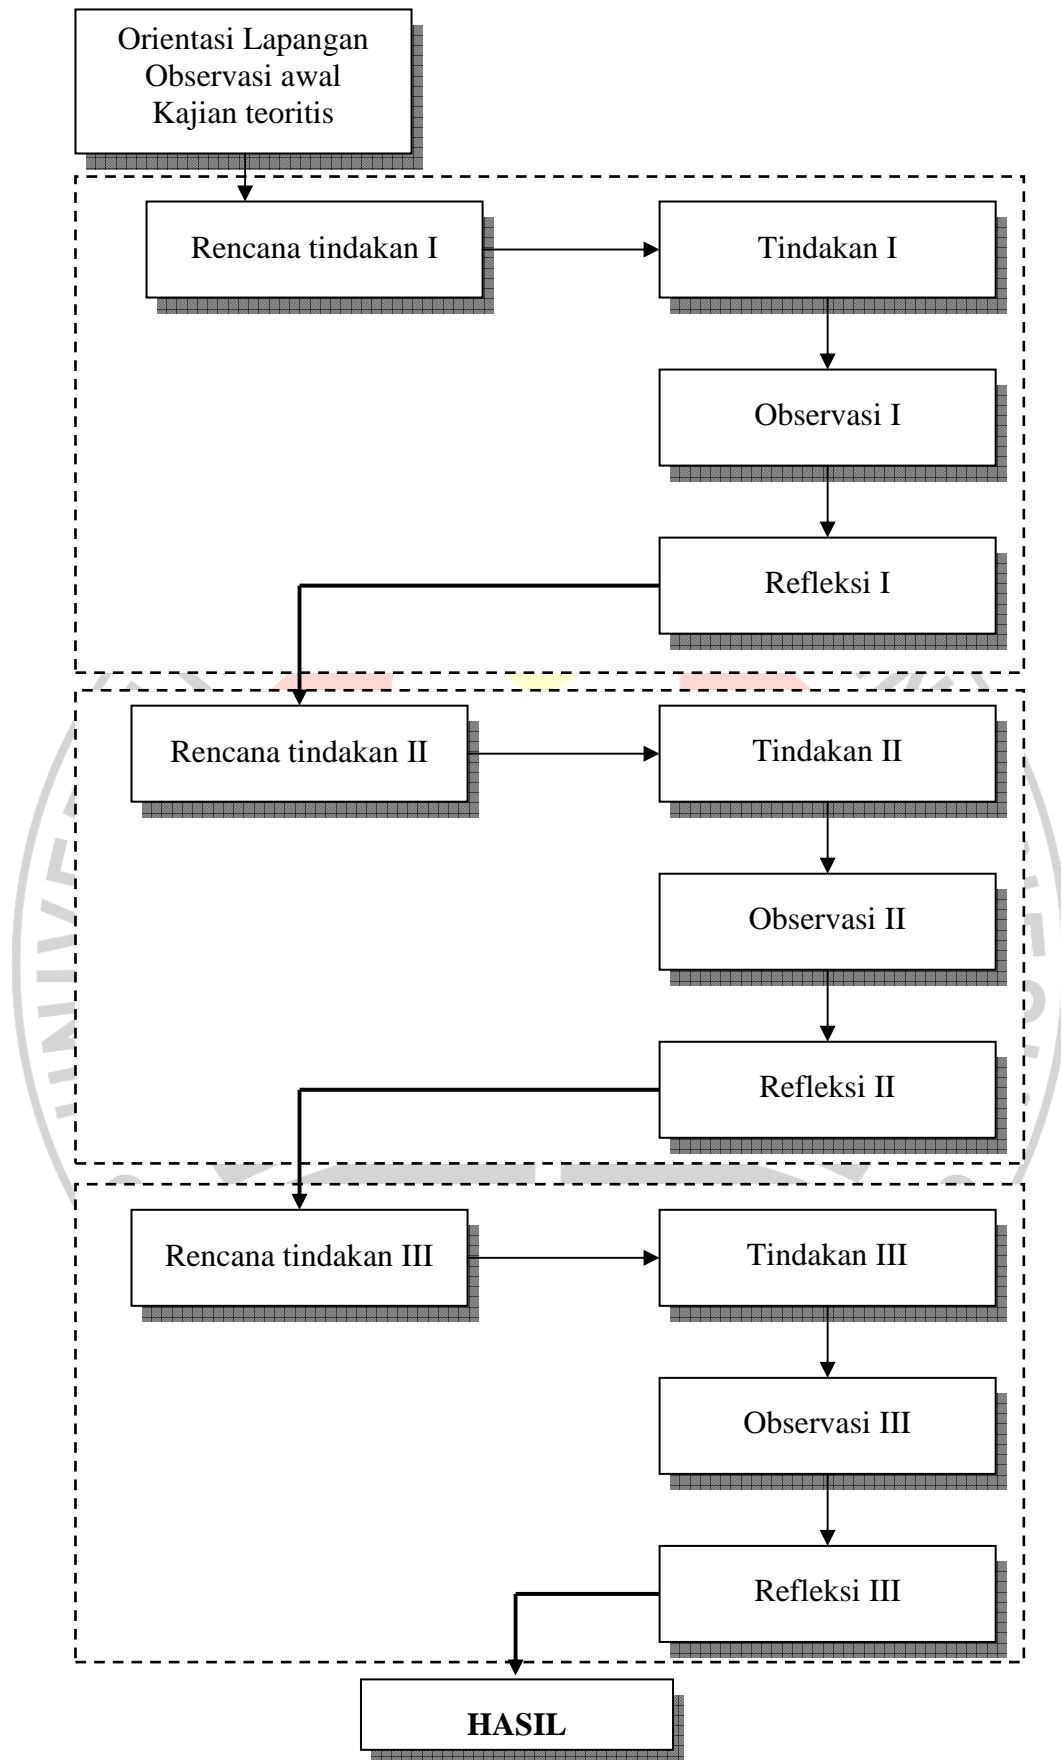 Orientasi Lapangan
Observasi awal
Kajian teoritis
Rencana tindakan I
Tindakan I
Observasi I
Refleksi I
Rencana tindakan II
Tindakan II
Observasi II
Refleksi II
Rencana tindakan III
Tindakan III
Observasi III
Refleksi III
HASIL